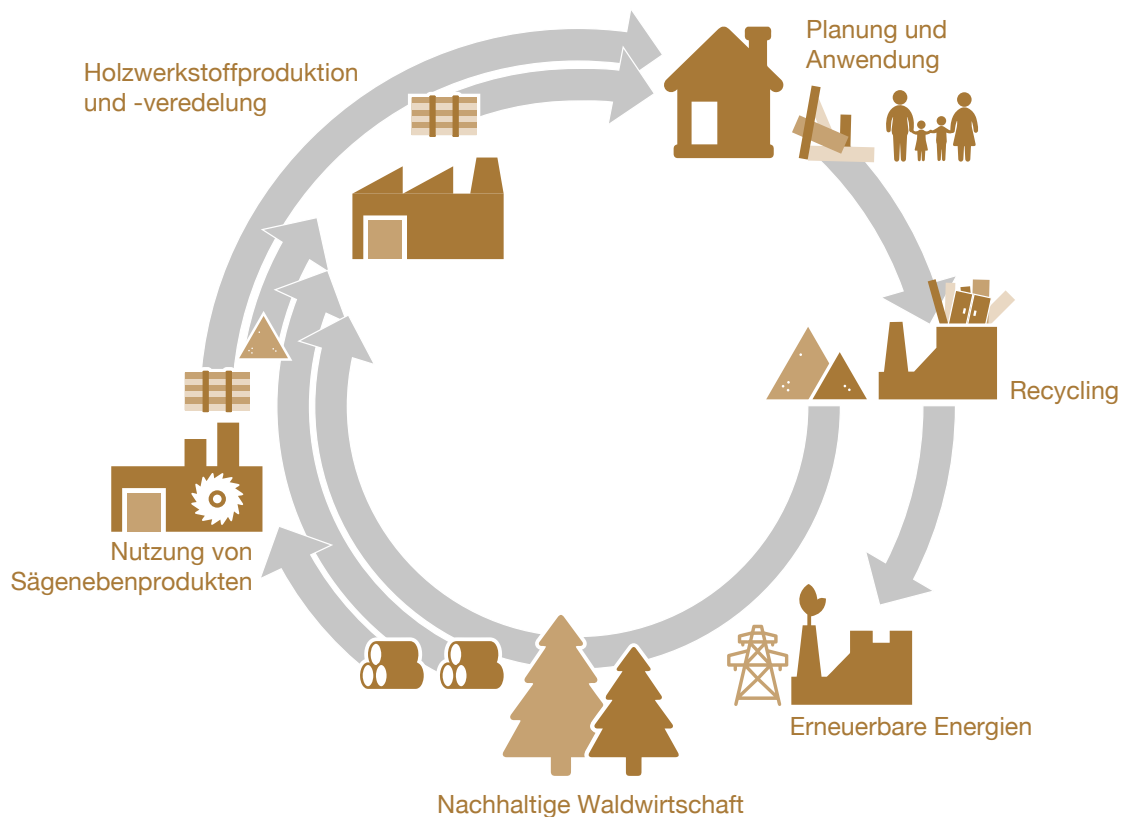 Planung und
Anwendung
Holzwerkstoffproduktion
und -veredelung
Recycling
Nutzung von
Sägenebenprodukten
Erneuerbare Energien
Nachhaltige Waldwirtschaft